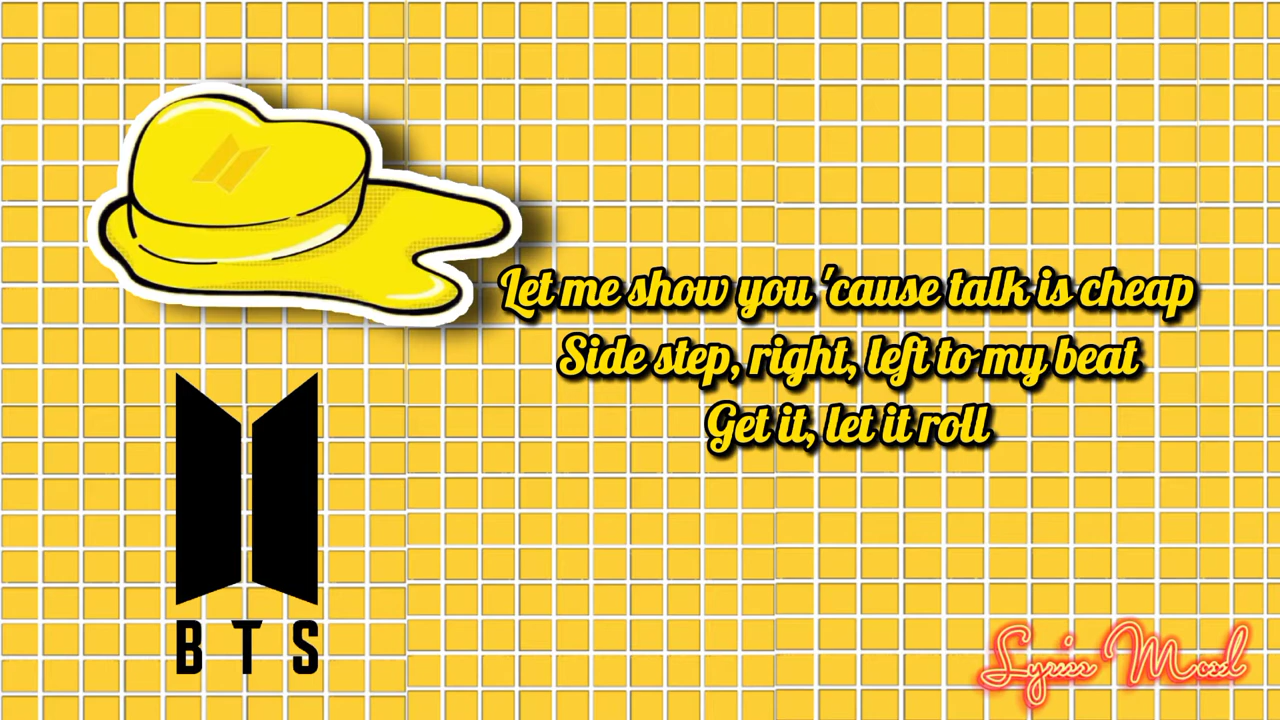 Let me show you 'cause talk is cheap
Side step, right, left to my beat
Get it, let it roll
BTS